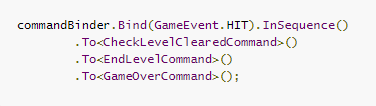 commandBinder.Bind(GameEvent.HIT).InSequence()
.To<CheckLevelClearedCommand>()
.To<EndLevelCommand>()
.To<GameOverCommand>();